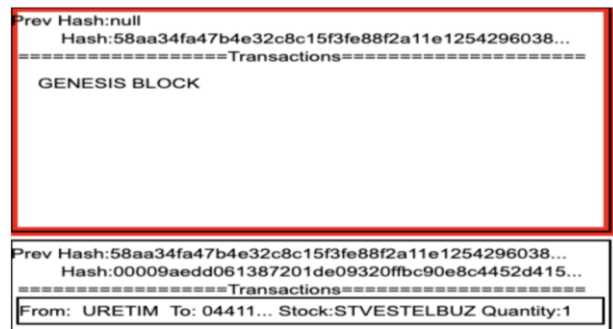 Prev Hash:null
Hash:58aa34fa47b4e32c8c15f3fe88f2a11e1254296038...
===================Transactions======================
GENESIS BLOCK
Prev Hash:58aa34fa47b4e32c8c15f3fe88f2a11e1254296038...
Hash:00009aedd061387201de09320ffbc90e8c4452d415...
===================Transactions======================
From: URETIM To: 04411... Stock:STVESTELBUZ Quantity:1